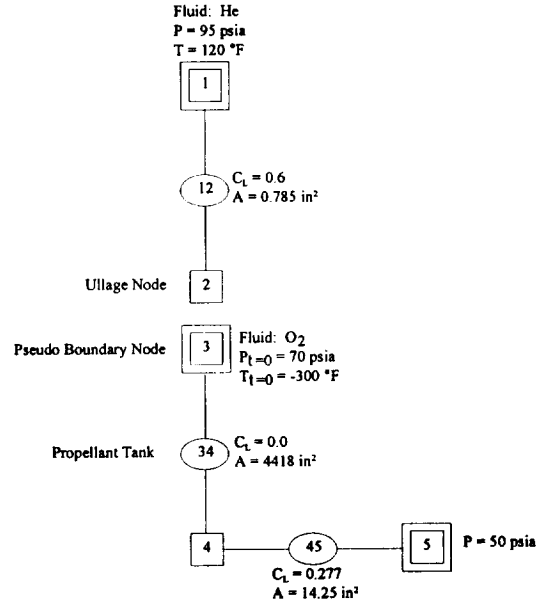 Fluid: He
P = 95 psia
T = 120 °F
1
12
C_L = 0.6
A = 0.785 in²
Ullage Node
2
Pseudo Boundary Node
3
Fluid: O₂
P_t=0 = 70 psia
T_t=0 = -300 °F
Propellant Tank
34
C_L = 0.0
A = 4418 in²
4
45
5
P = 50 psia
C_L = 0.277
A = 14.25 in²